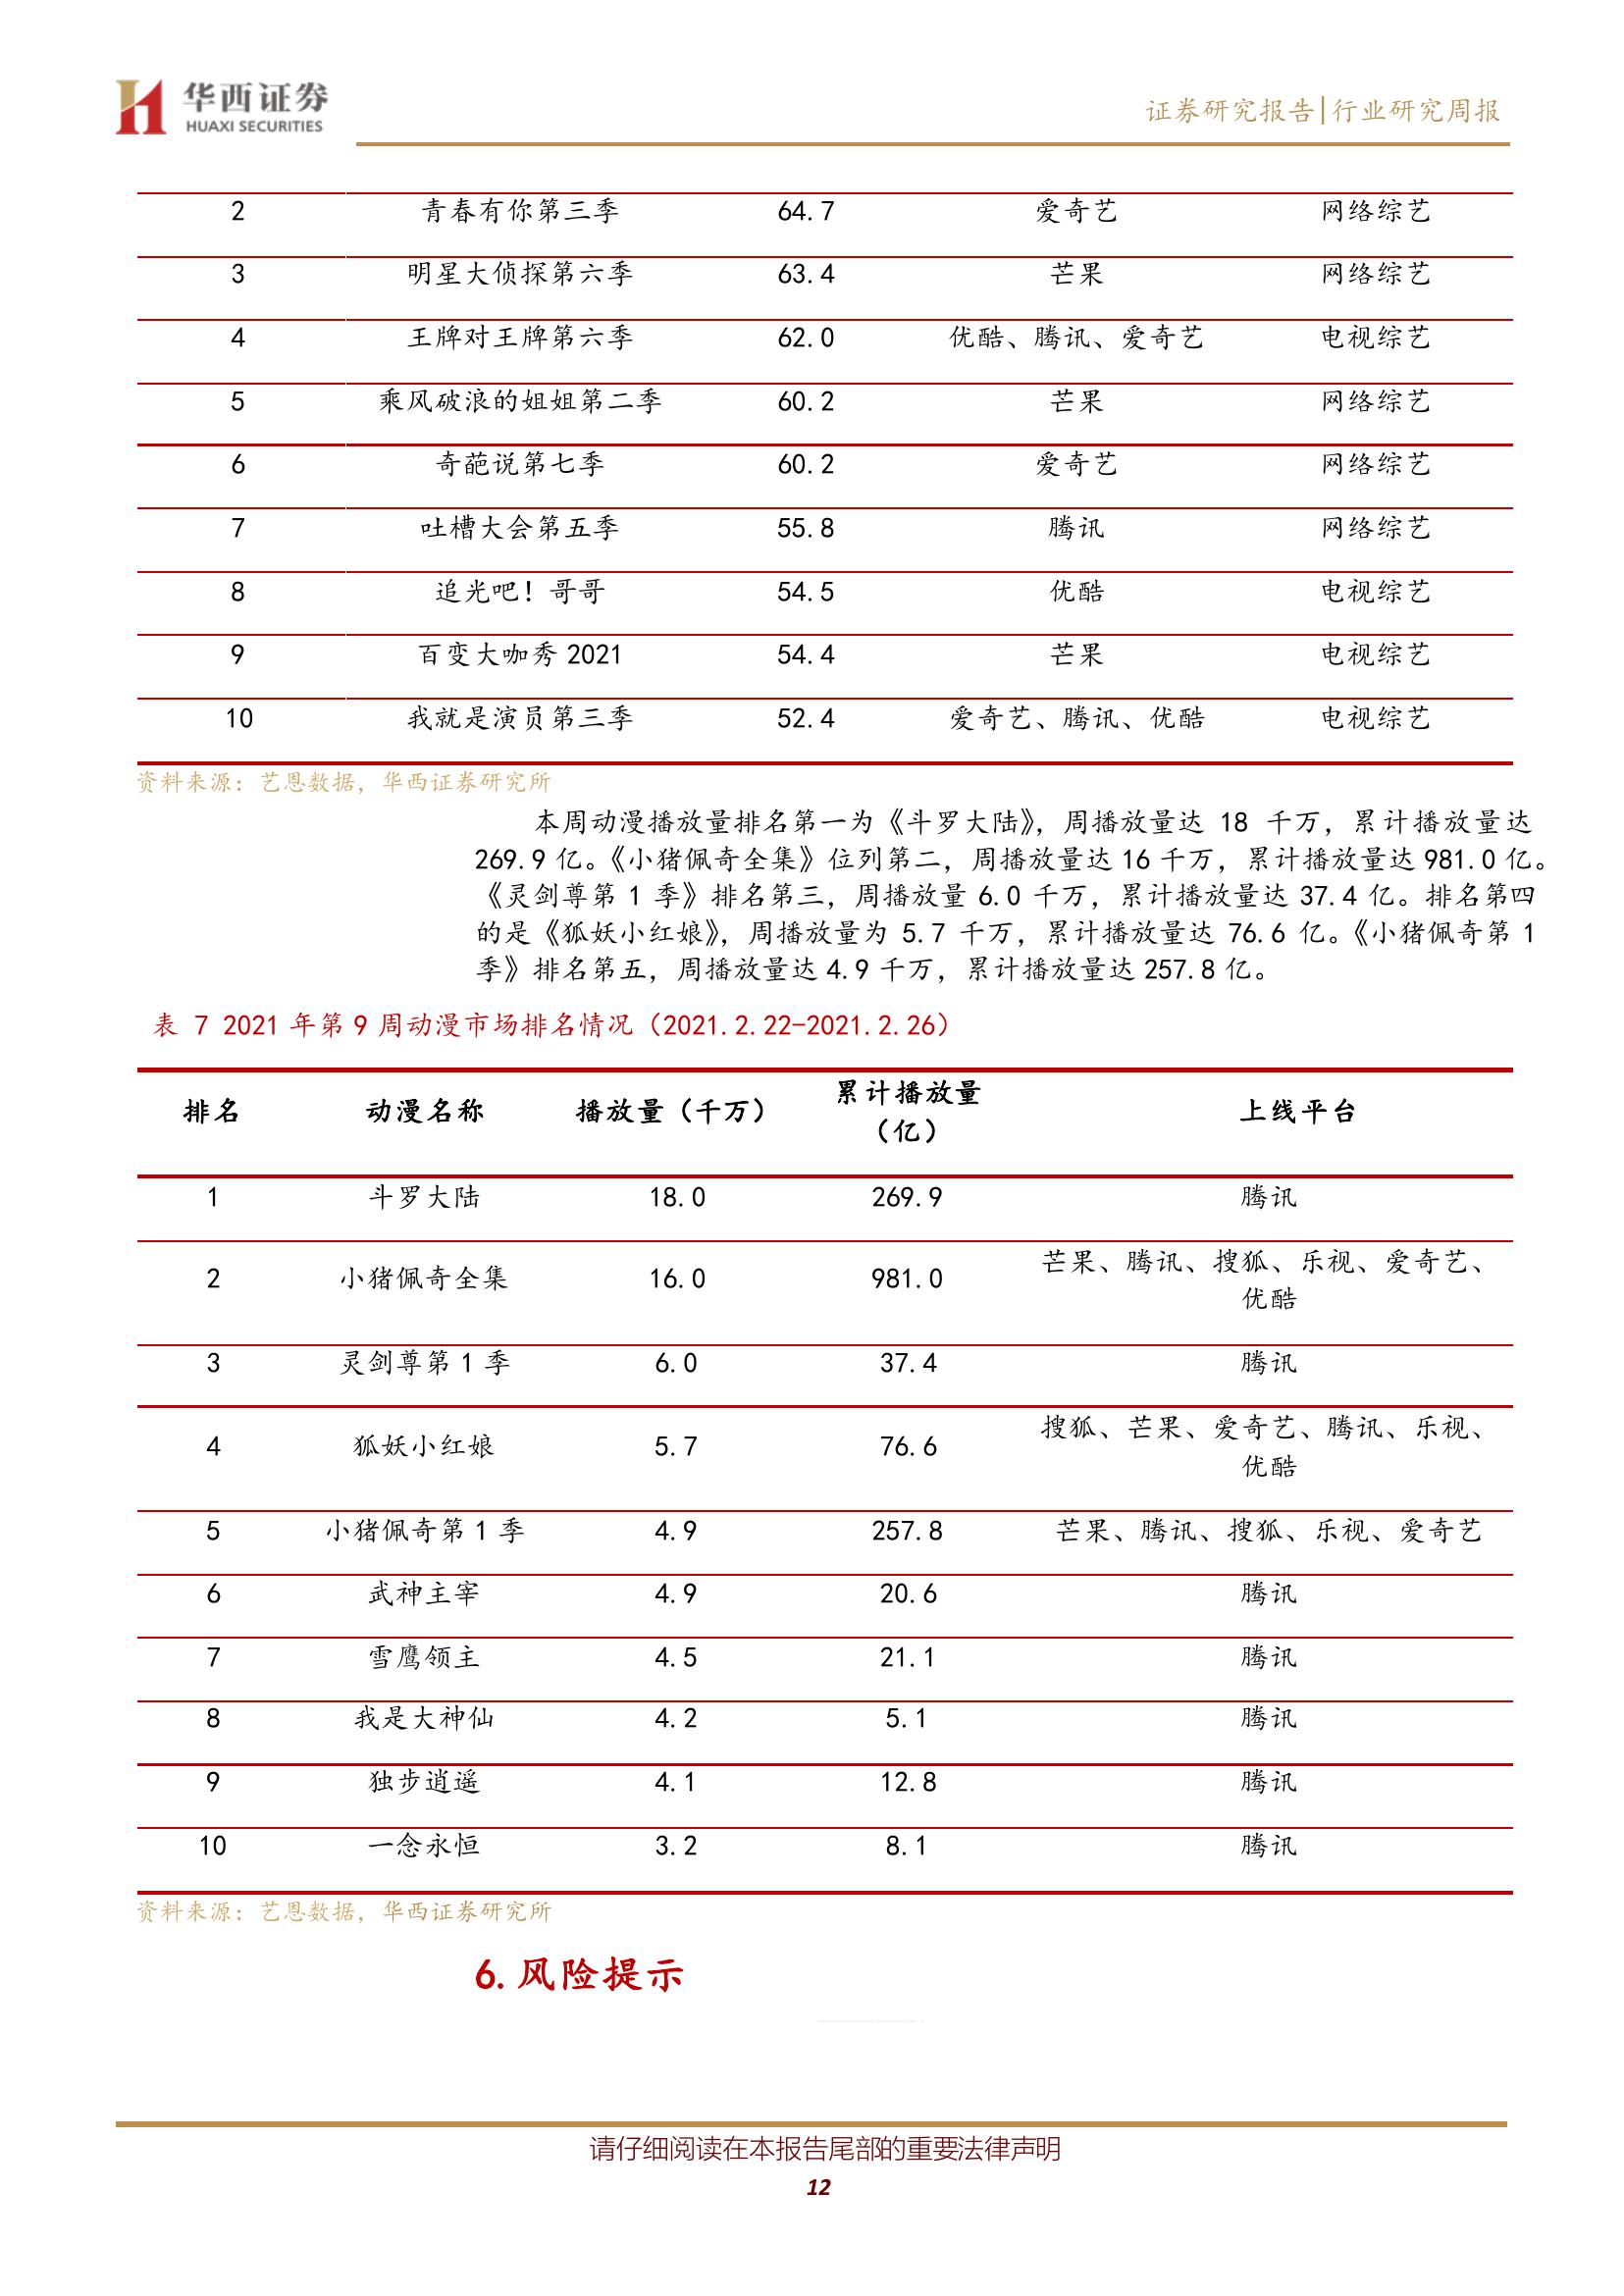 华西证券
HUAXI SECURITIES
证券研究报告|行业研究周报
2 青春有你第三季 64.7 爱奇艺 网络综艺
3 明星大侦探第六季 63.4 芒果 网络综艺
4 王牌对王牌第六季 62.0 优酷、腾讯、爱奇艺 电视综艺
5 乘风破浪的姐姐第二季 60.2 芒果 网络综艺
6 奇葩说第七季 60.2 爱奇艺 网络综艺
7 吐槽大会第五季 55.8 腾讯 网络综艺
8 追光吧！哥哥 54.5 优酷 电视综艺
9 百变大咖秀 2021 54.4 芒果 电视综艺
10 我就是演员第三季 52.4 爱奇艺、腾讯、优酷 电视综艺
资料来源：艺恩数据，华西证券研究所
本周动漫播放量排名第一为《斗罗大陆》，周播放量达 18 千万，累计播放量达
269.9 亿。《小猪佩奇全集》位列第二，周播放量达 16 千万，累计播放量达 981.0 亿。
《灵剑尊第 1 季》排名第三，周播放量 6.0 千万，累计播放量达 37.4 亿。排名第四
的是《狐妖小红娘》，周播放量为 5.7 千万，累计播放量达 76.6 亿。《小猪佩奇第 1
季》排名第五，周播放量达 4.9 千万，累计播放量达 257.8 亿。
表 7 2021 年第 9 周动漫市场排名情况（2021.2.22-2021.2.26）
排名 动漫名称 播放量（千万） 累计播放量 上线平台
（亿）
1 斗罗大陆 18.0 269.9 腾讯
2 小猪佩奇全集 16.0 981.0 芒果、腾讯、搜狐、乐视、爱奇艺、
优酷
3 灵剑尊第 1 季 6.0 37.4 腾讯
4 狐妖小红娘 5.7 76.6 搜狐、芒果、爱奇艺、腾讯、乐视、
优酷
5 小猪佩奇第 1 季 4.9 257.8 芒果、腾讯、搜狐、乐视、爱奇艺
6 武神主宰 4.9 20.6 腾讯
7 雪鹰领主 4.5 21.1 腾讯
8 我是大神仙 4.2 5.1 腾讯
9 独步逍遥 4.1 12.8 腾讯
10 一念永恒 3.2 8.1 腾讯
资料来源：艺恩数据，华西证券研究所
6.风险提示
请仔细阅读在本报告尾部的重要法律声明
12